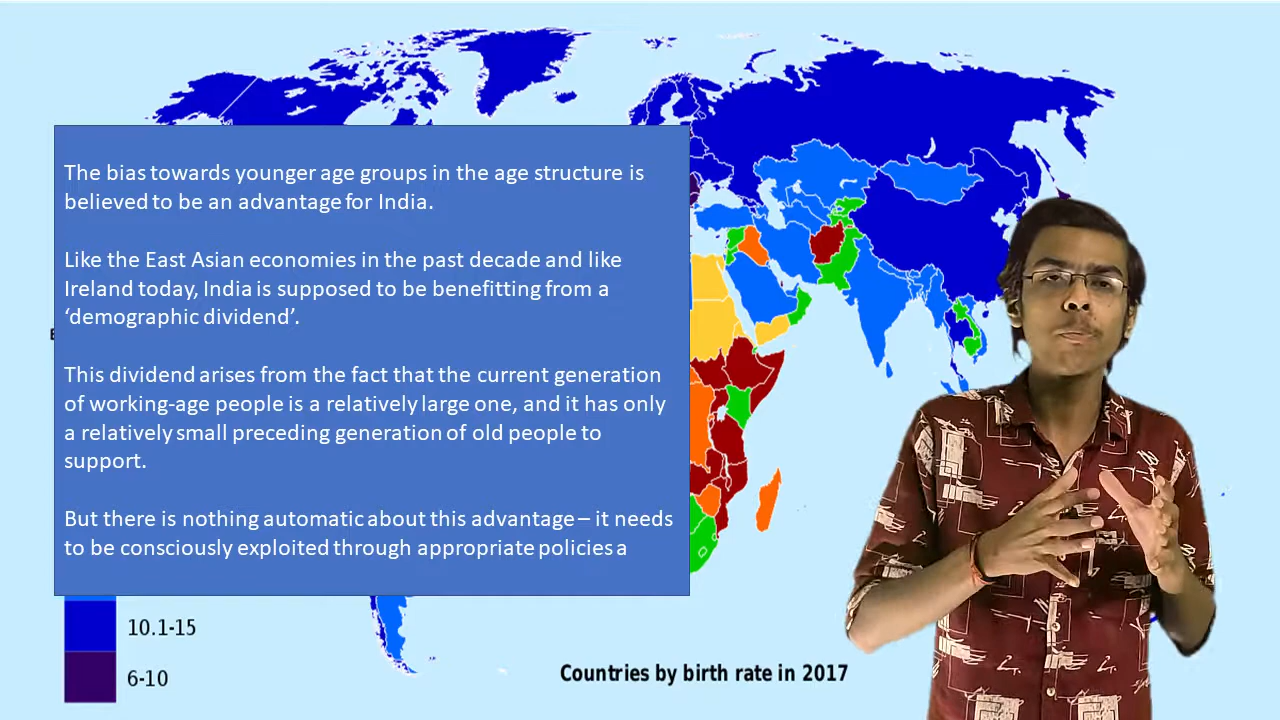 The bias towards younger age groups in the age structure is
believed to be an advantage for India.
Like the East Asian economies in the past decade and like
Ireland today, India is supposed to be benefitting from a
‘demographic dividend’.
This dividend arises from the fact that the current generation
of working-age people is a relatively large one, and it has only
a relatively small preceding generation of old people to
support.
But there is nothing automatic about this advantage – it needs
to be consciously exploited through appropriate policies a
10.1-15
6-10
Countries by birth rate in 2017